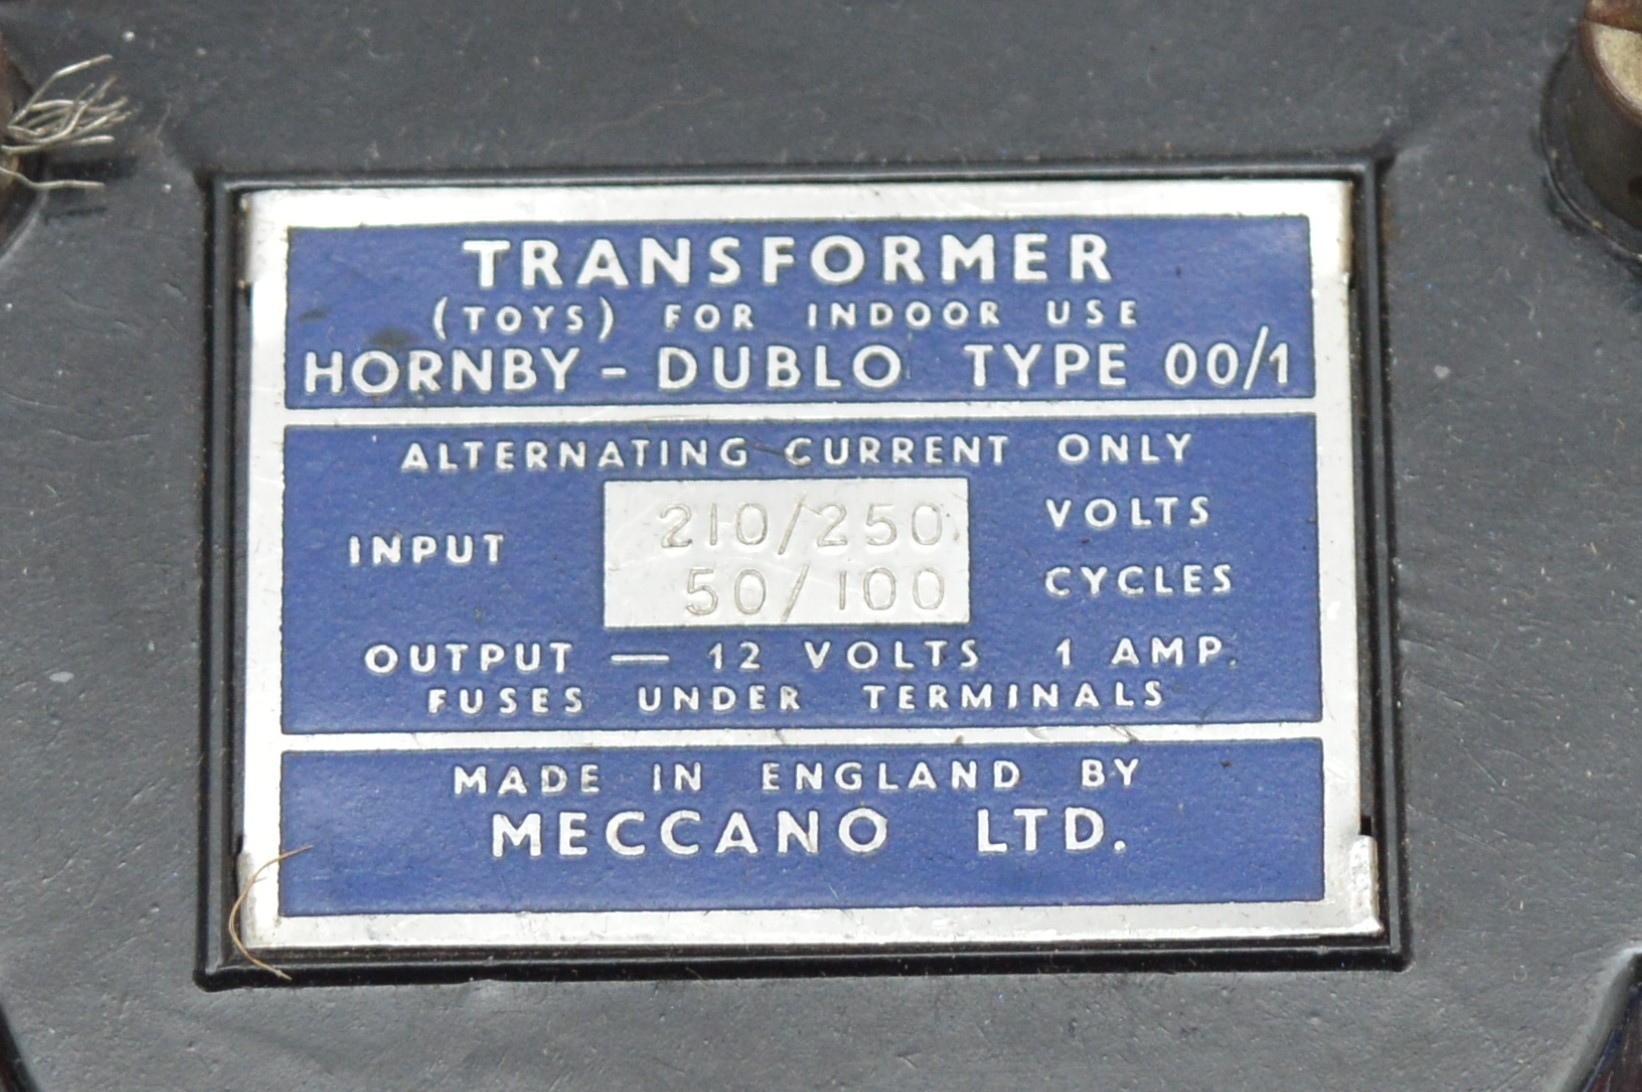 TRANSFORMER
(TOYS) FOR INDOOR USE
HORNBY - DUBLO TYPE 00/1
ALTERNATING CURRENT ONLY
INPUT 210/250 VOLTS
50/100 CYCLES
OUTPUT — 12 VOLTS 1 AMP.
FUSES UNDER TERMINALS
MADE IN ENGLAND BY
MECCANO LTD.